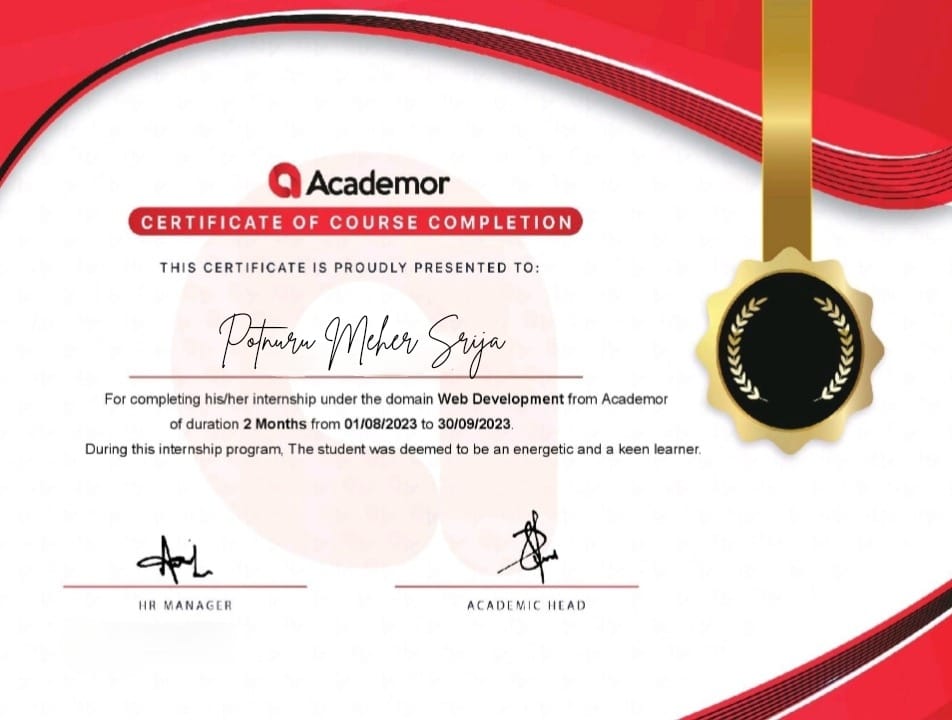 Academor
CERTIFICATE OF COURSE COMPLETION
THIS CERTIFICATE IS PROUDLY PRESENTED TO:
Potnuru Meher Srija
For completing his/her internship under the domain Web Development from Academor
of duration 2 Months from 01/08/2023 to 30/09/2023.
During this internship program, The student was deemed to be an energetic and a keen learner.
HR MANAGER
ACADEMIC HEAD